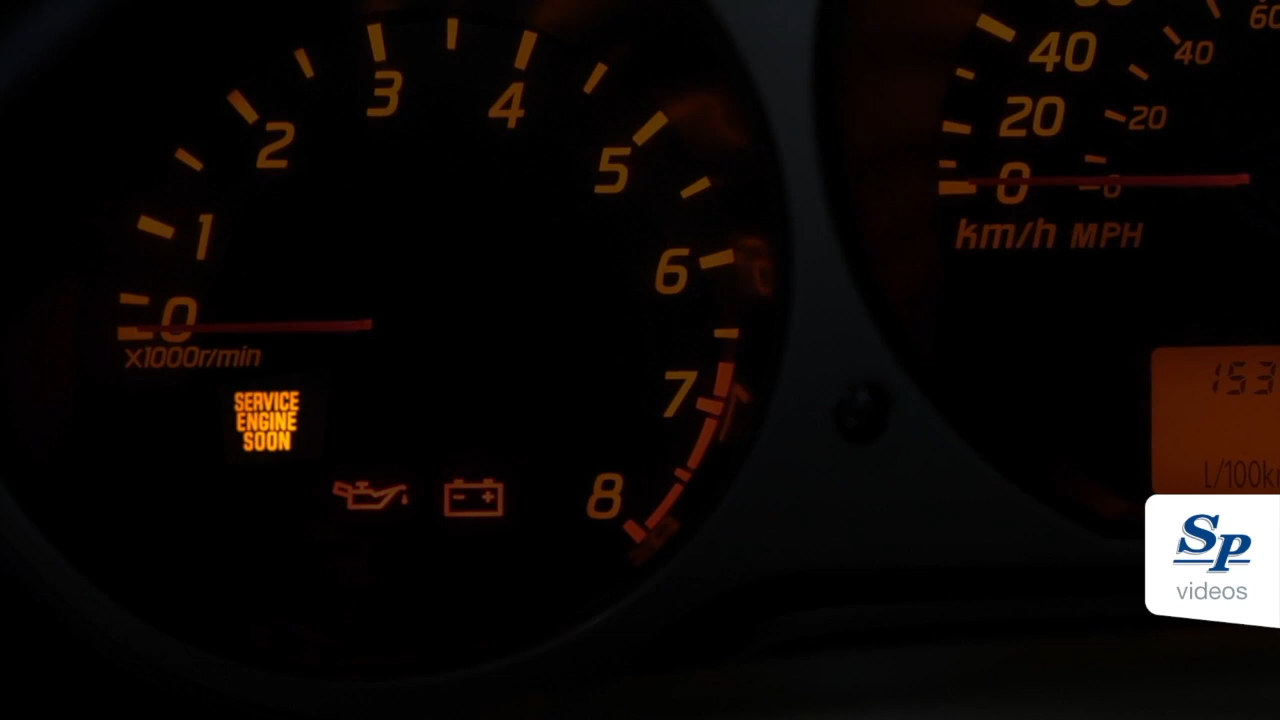 3
4
2
5
1
6
0
x1000r/min
7
8
SERVICE
ENGINE
SOON
40
20
0
40
20
0
km/h MPH
153
L/100k
Sp
videos